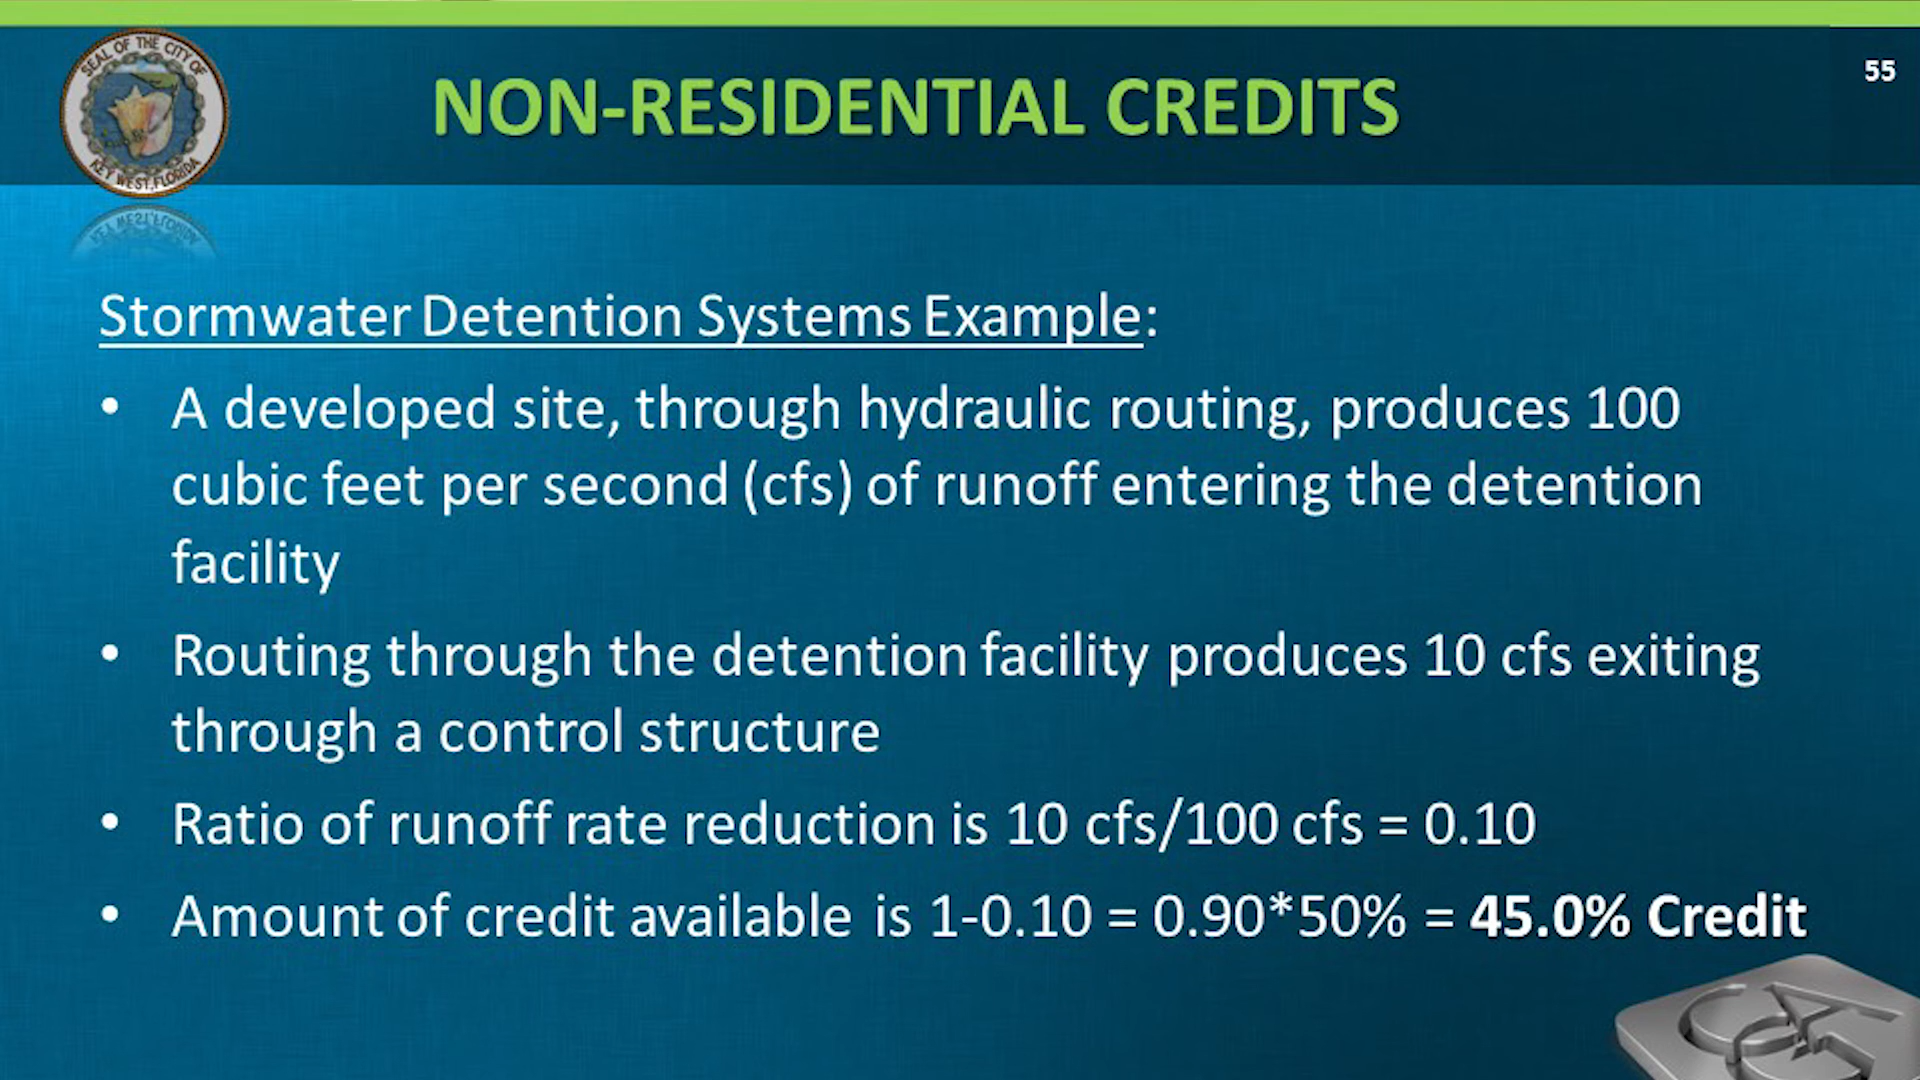 SEAL OF THE CITY OF
KEY WEST, FLORIDA
NON-RESIDENTIAL CREDITS
55
Stormwater Detention Systems Example:
• A developed site, through hydraulic routing, produces 100
cubic feet per second (cfs) of runoff entering the detention
facility
• Routing through the detention facility produces 10 cfs exiting
through a control structure
• Ratio of runoff rate reduction is 10 cfs/100 cfs = 0.10
• Amount of credit available is 1-0.10 = 0.90*50% = 45.0% Credit